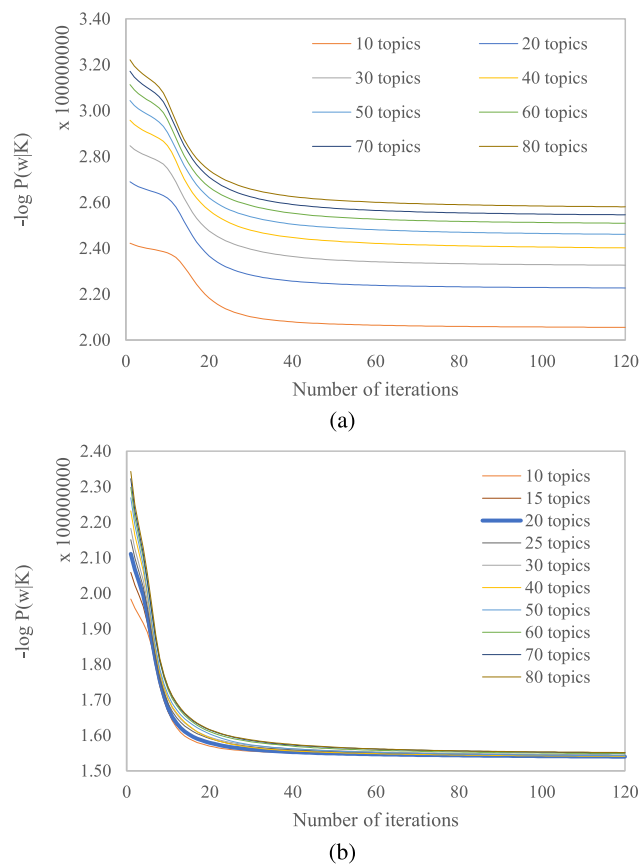 3.40
3.20
3.00
2.80
2.60
2.40
2.20
2.00
-log P(w|K)
x 100000000
10 topics
20 topics
30 topics
40 topics
50 topics
60 topics
70 topics
80 topics
0 20 40 60 80 100 120
Number of iterations
(a)
2.40
2.30
2.20
2.10
2.00
1.90
1.80
1.70
1.60
1.50
-log P(w|K)
x 100000000
10 topics
15 topics
20 topics
25 topics
30 topics
40 topics
50 topics
60 topics
70 topics
80 topics
0 20 40 60 80 100 120
Number of iterations
(b)